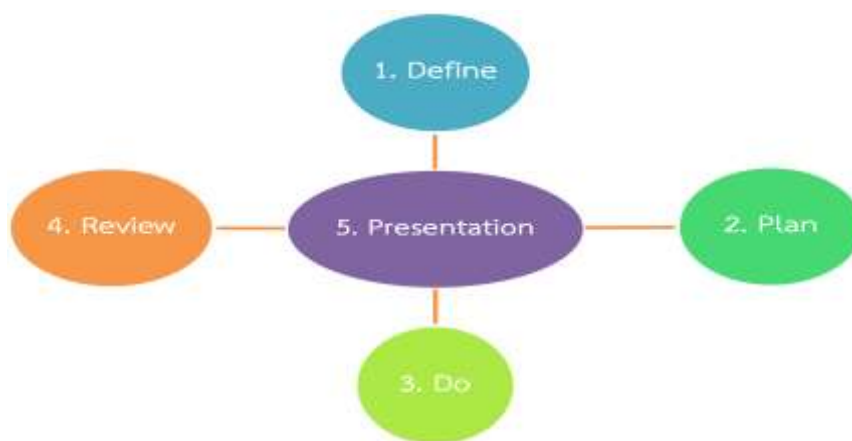 1. Define
4. Review
5. Presentation
2. Plan
3. Do